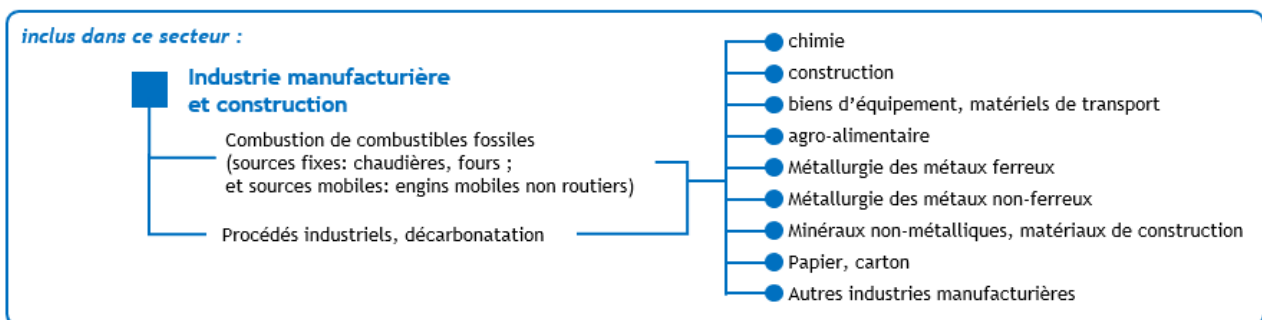 inclus dans ce secteur :
Industrie manufacturière
et construction
Combustion de combustibles fossiles
(sources fixes: chaudières, fours ;
et sources mobiles: engins mobiles non routiers)
Procédés industriels, décarbonatation
chimie
construction
biens d'équipement, matériels de transport
agro-alimentaire
Métallurgie des métaux ferreux
Métallurgie des métaux non-ferreux
Minéraux non-métalliques, matériaux de construction
Papier, carton
Autres industries manufacturières